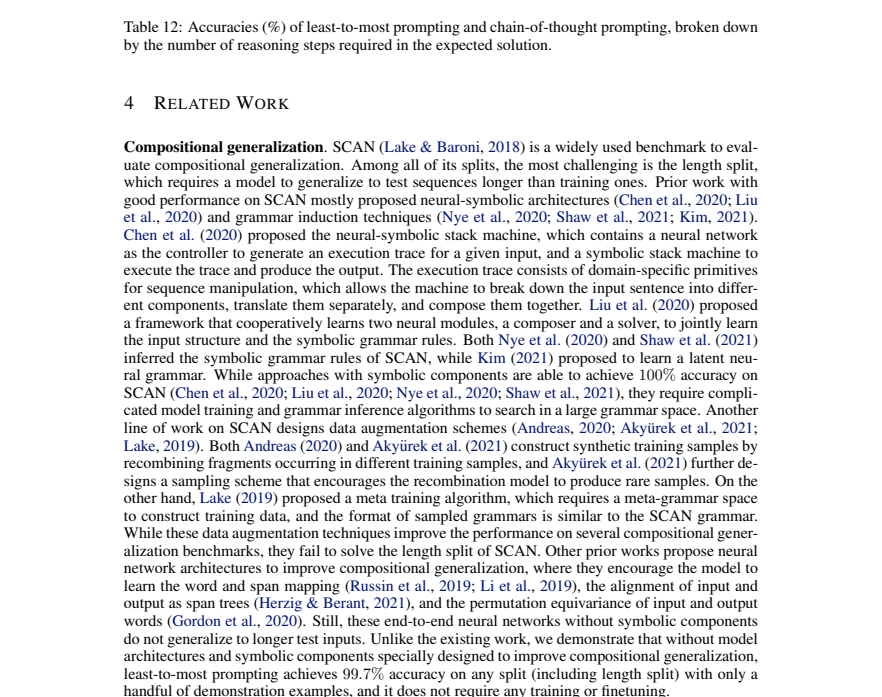 Table 12: Accuracies (%) of least-to-most prompting and chain-of-thought prompting, broken down
by the number of reasoning steps required in the expected solution.
4 RELATED WORK
Compositional generalization. SCAN (Lake & Baroni, 2018) is a widely used benchmark to eval-
uate compositional generalization. Among all of its splits, the most challenging is the length split,
which requires a model to generalize to test sequences longer than training ones. Prior work with
good performance on SCAN mostly proposed neural-symbolic architectures (Chen et al., 2020; Liu
et al., 2020) and grammar induction techniques (Nye et al., 2020; Shaw et al., 2021; Kim, 2021).
Chen et al. (2020) proposed the neural-symbolic stack machine, which contains a neural network
as the controller to generate an execution trace for a given input, and a symbolic stack machine to
execute the trace and produce the output. The execution trace consists of domain-specific primitives
for sequence manipulation, which allows the machine to break down the input sentence into differ-
ent components, translate them separately, and compose them together. Liu et al. (2020) proposed
a framework that cooperatively learns two neural modules, a composer and a solver, to jointly learn
the input structure and the symbolic grammar rules. Both Nye et al. (2020) and Shaw et al. (2021)
inferred the symbolic grammar rules of SCAN, while Kim (2021) proposed to learn a latent neu-
ral grammar. While approaches with symbolic components are able to achieve 100% accuracy on
SCAN (Chen et al., 2020; Liu et al., 2020; Nye et al., 2020; Shaw et al., 2021), they require compli-
cated model training and grammar inference algorithms to search in a large grammar space. Another
line of work on SCAN designs data augmentation schemes (Andreas, 2020; Akyürek et al., 2021;
Lake, 2019). Both Andreas (2020) and Akyürek et al. (2021) construct synthetic training samples by
recombining fragments occurring in different training samples, and Akyürek et al. (2021) further de-
signs a sampling scheme that encourages the recombination model to produce rare samples. On the
other hand, Lake (2019) proposed a meta training algorithm, which requires a meta-grammar space
to construct training data, and the format of sampled grammars is similar to the SCAN grammar.
While these data augmentation techniques improve the performance on several compositional gener-
alization benchmarks, they fail to solve the length split of SCAN. Other prior works propose neural
network architectures to improve compositional generalization, where they encourage the model to
learn the word and span mapping (Russin et al., 2019; Li et al., 2019), the alignment of input and
output as span trees (Herzig & Berant, 2021), and the permutation equivariance of input and output
words (Gordon et al., 2020). Still, these end-to-end neural networks without symbolic components
do not generalize to longer test inputs. Unlike the existing work, we demonstrate that without model
architectures and symbolic components specially designed to improve compositional generalization,
least-to-most prompting achieves 99.7% accuracy on any split (including length split) with only a
handful of demonstration examples, and it does not require any training or finetuning.